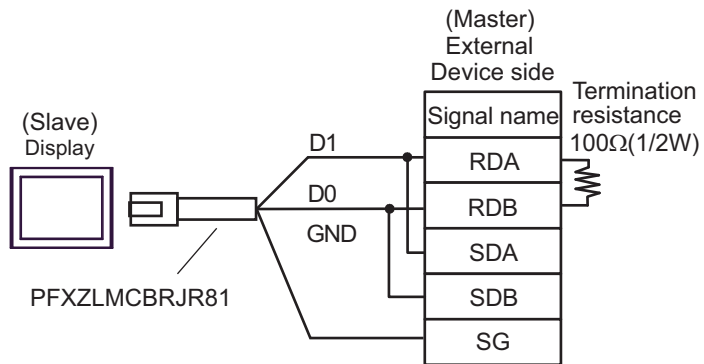 (Master)
External
Device side
Termination
resistance
100Ω(1/2W)
(Slave)
Display
Signal name
D1
RDA
D0
RDB
GND
SDA
PFXZLMCBRJR81
SDB
SG